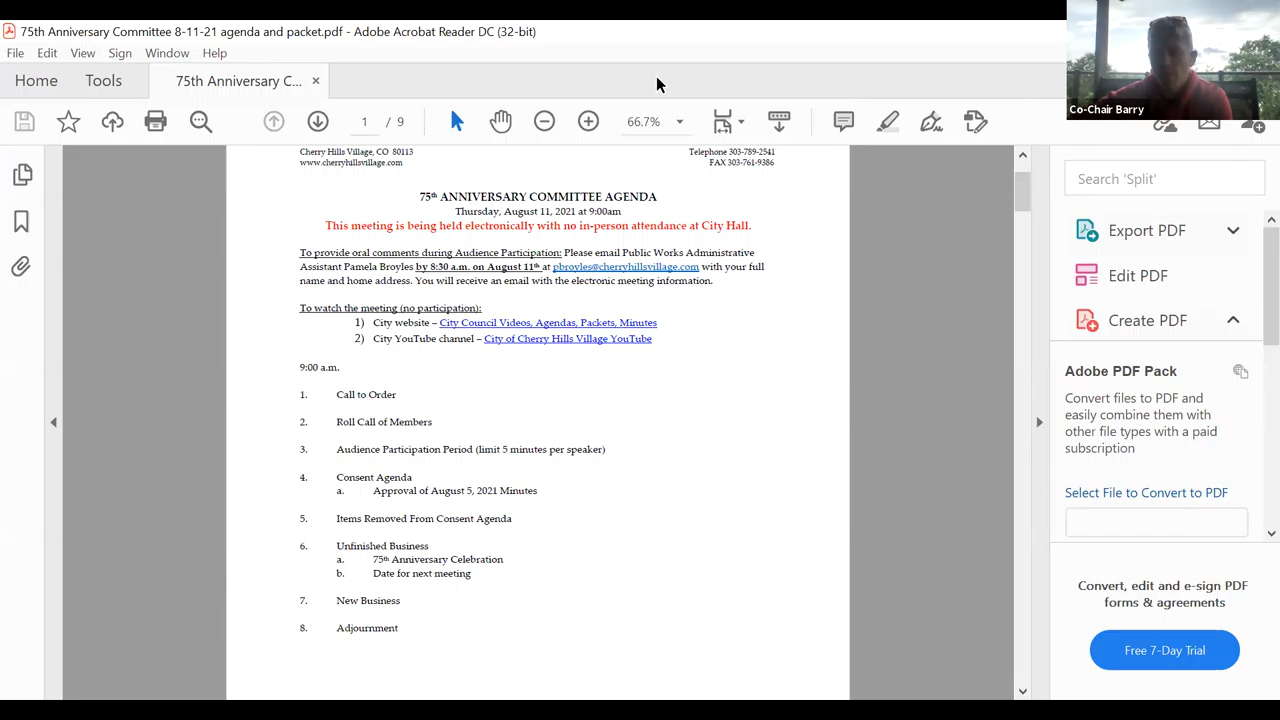 75th Anniversary Committee 8-11-21 agenda and packet.pdf - Adobe Acrobat Reader DC (32-bit)
File Edit View Sign Window Help
Home Tools 75th Anniversary C... ×
1 / 9 66.7%
Co-Chair Barry
Cherry Hills Village, CO 80113 Telephone 303-789-2541
www.cherryhillsvillage.com FAX 303-761-9386
75th ANNIVERSARY COMMITTEE AGENDA
Thursday, August 11, 2021 at 9:00am
This meeting is being held electronically with no in-person attendance at City Hall.
To provide oral comments during Audience Participation: Please email Public Works Administrative
Assistant Pamela Broyles by 8:30 a.m. on August 11th at pbroyles@cherryhillsvillage.com with your full
name and home address. You will receive an email with the electronic meeting information.
To watch the meeting (no participation):
1) City website – City Council Videos, Agendas, Packets, Minutes
2) City YouTube channel – City of Cherry Hills Village YouTube
9:00 a.m.
1. Call to Order
2. Roll Call of Members
3. Audience Participation Period (limit 5 minutes per speaker)
4. Consent Agenda
a. Approval of August 5, 2021 Minutes
5. Items Removed From Consent Agenda
6. Unfinished Business
a. 75th Anniversary Celebration
b. Date for next meeting
7. New Business
8. Adjournment
Search 'Split'
Export PDF
Edit PDF
Create PDF
Adobe PDF Pack
Convert files to PDF and
easily combine them with
other file types with a paid
subscription
Select File to Convert to PDF
Convert, edit and e-sign PDF
forms & agreements
Free 7-Day Trial